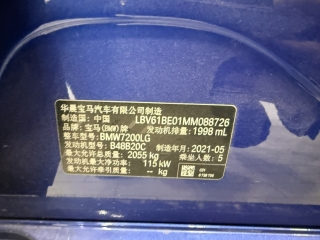 华晨宝马汽车有限公司制造
制造国: 中国 LBV61BE01MM088726
品牌: 宝马(BMW)牌 发动机排量: 1998 mL
整车型号: BMW7200LG
发动机型号: B48B20C 制造年月: 2021-05
最大允许总质量: 2055 kg 乘坐人数: 5
发动机最大净功率: 115 kW
最大允许牵引质量: kg